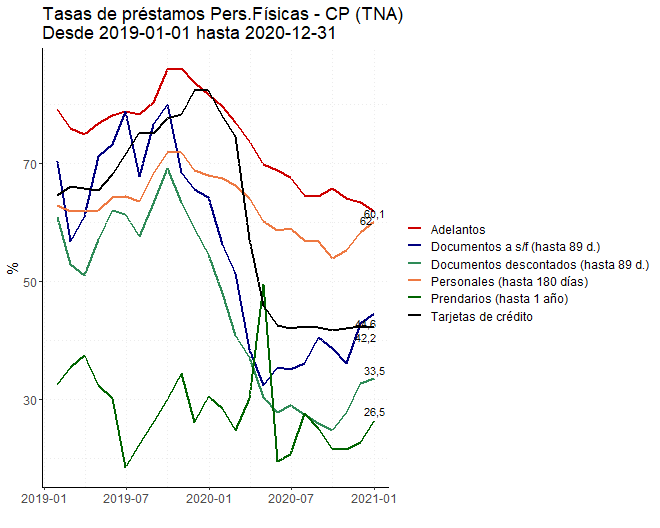 Tasas de préstamos Pers.Físicas - CP (TNA)
Desde 2019-01-01 hasta 2020-12-31
%
70
50
30
2019-01
2019-07
2020-01
2020-07
2021-01
60,1
62
44,6
42,2
33,5
26,5
Adelantos
Documentos a s/f (hasta 89 d.)
Documentos descontados (hasta 89 d.)
Personales (hasta 180 días)
Prendarios (hasta 1 año)
Tarjetas de crédito